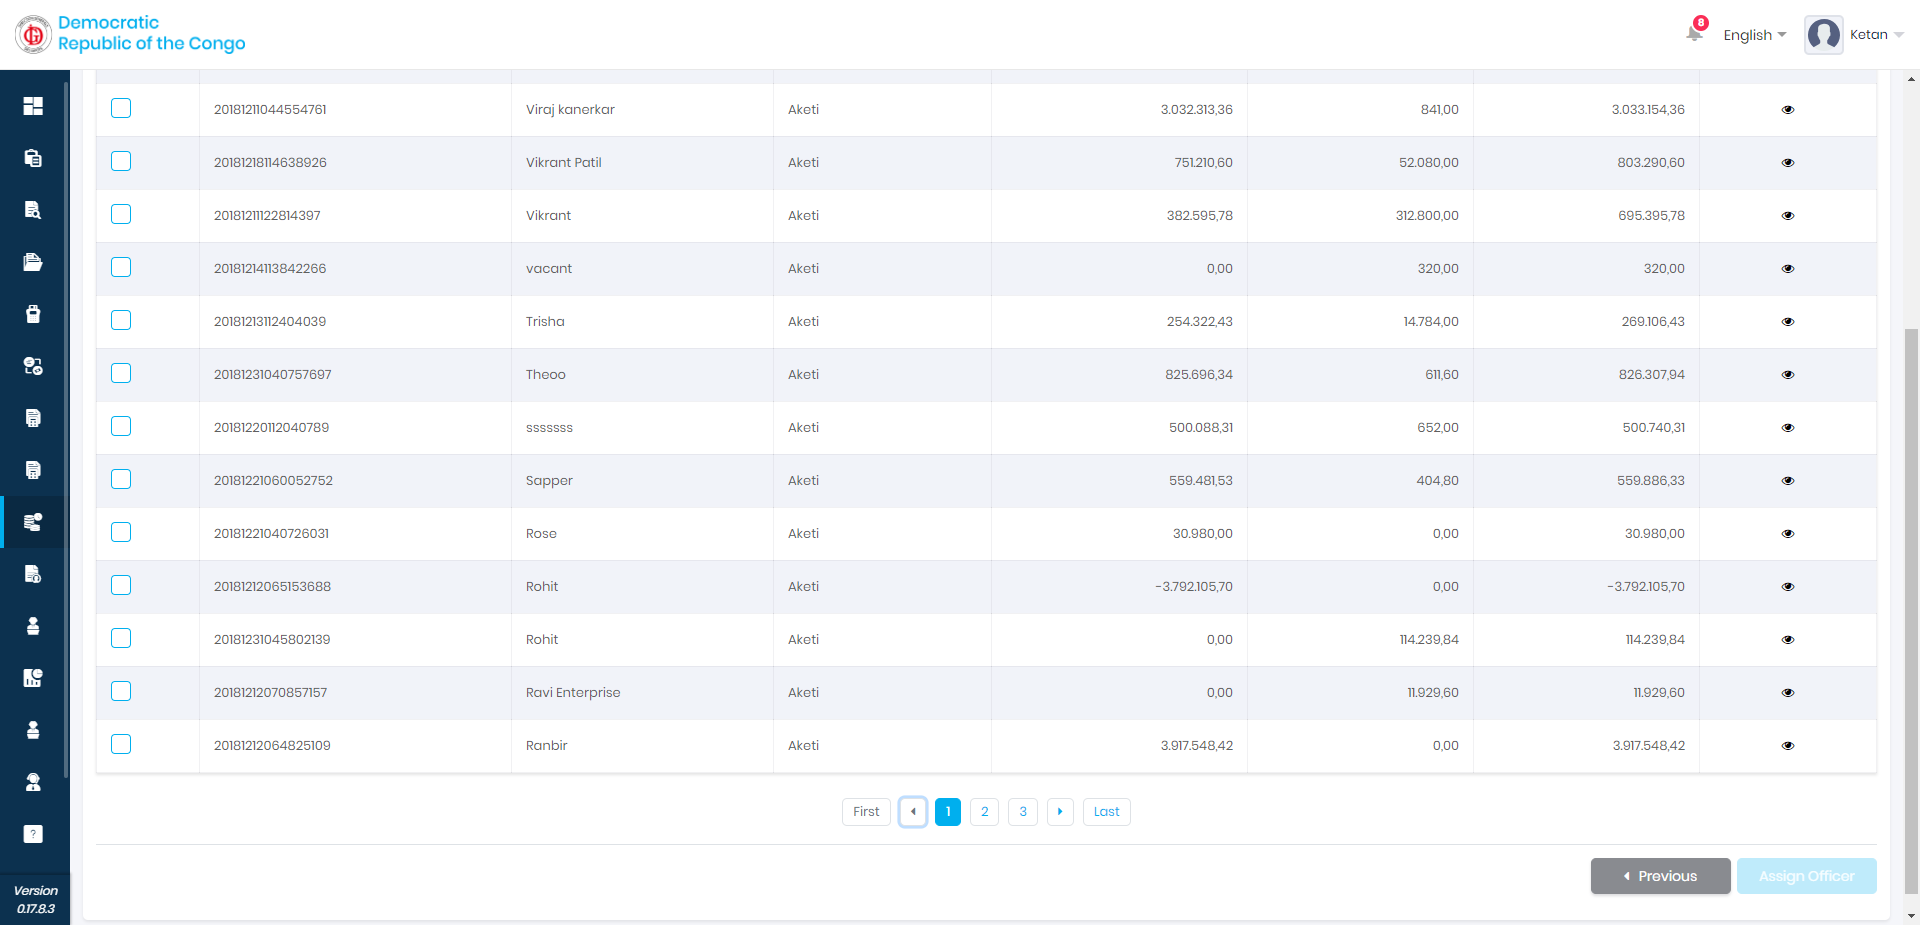 Democratic
Republic of the Congo
8
English
Ketan
20181211044554761 Viraj kanerkar Aketi 3.032.313,36 841,00 3.033.154,36
20181218114638926 Vikrant Patil Aketi 751.210,60 52.080,00 803.290,60
20181211122814397 Vikrant Aketi 382.595,78 312.800,00 695.395,78
20181214113842266 vacant Aketi 0,00 320,00 320,00
20181213112404039 Trisha Aketi 254.322,43 14.784,00 269.106,43
20181231040757697 Theoo Aketi 825.696,34 611,60 826.307,94
20181220112040789 sssssss Aketi 500.088,31 652,00 500.740,31
20181221060052752 Sapper Aketi 559.481,53 404,80 559.886,33
20181221040726031 Rose Aketi 30.980,00 0,00 30.980,00
20181212065153688 Rohit Aketi -3.792.105,70 0,00 -3.792.105,70
20181231045802139 Rohit Aketi 0,00 114.239,84 114.239,84
20181212070857157 Ravi Enterprise Aketi 0,00 11.929,60 11.929,60
20181212064825109 Ranbir Aketi 3.917.548,42 0,00 3.917.548,42
First 1 2 3 Last
Previous Assign Officer
?
Version
0.17.8.3